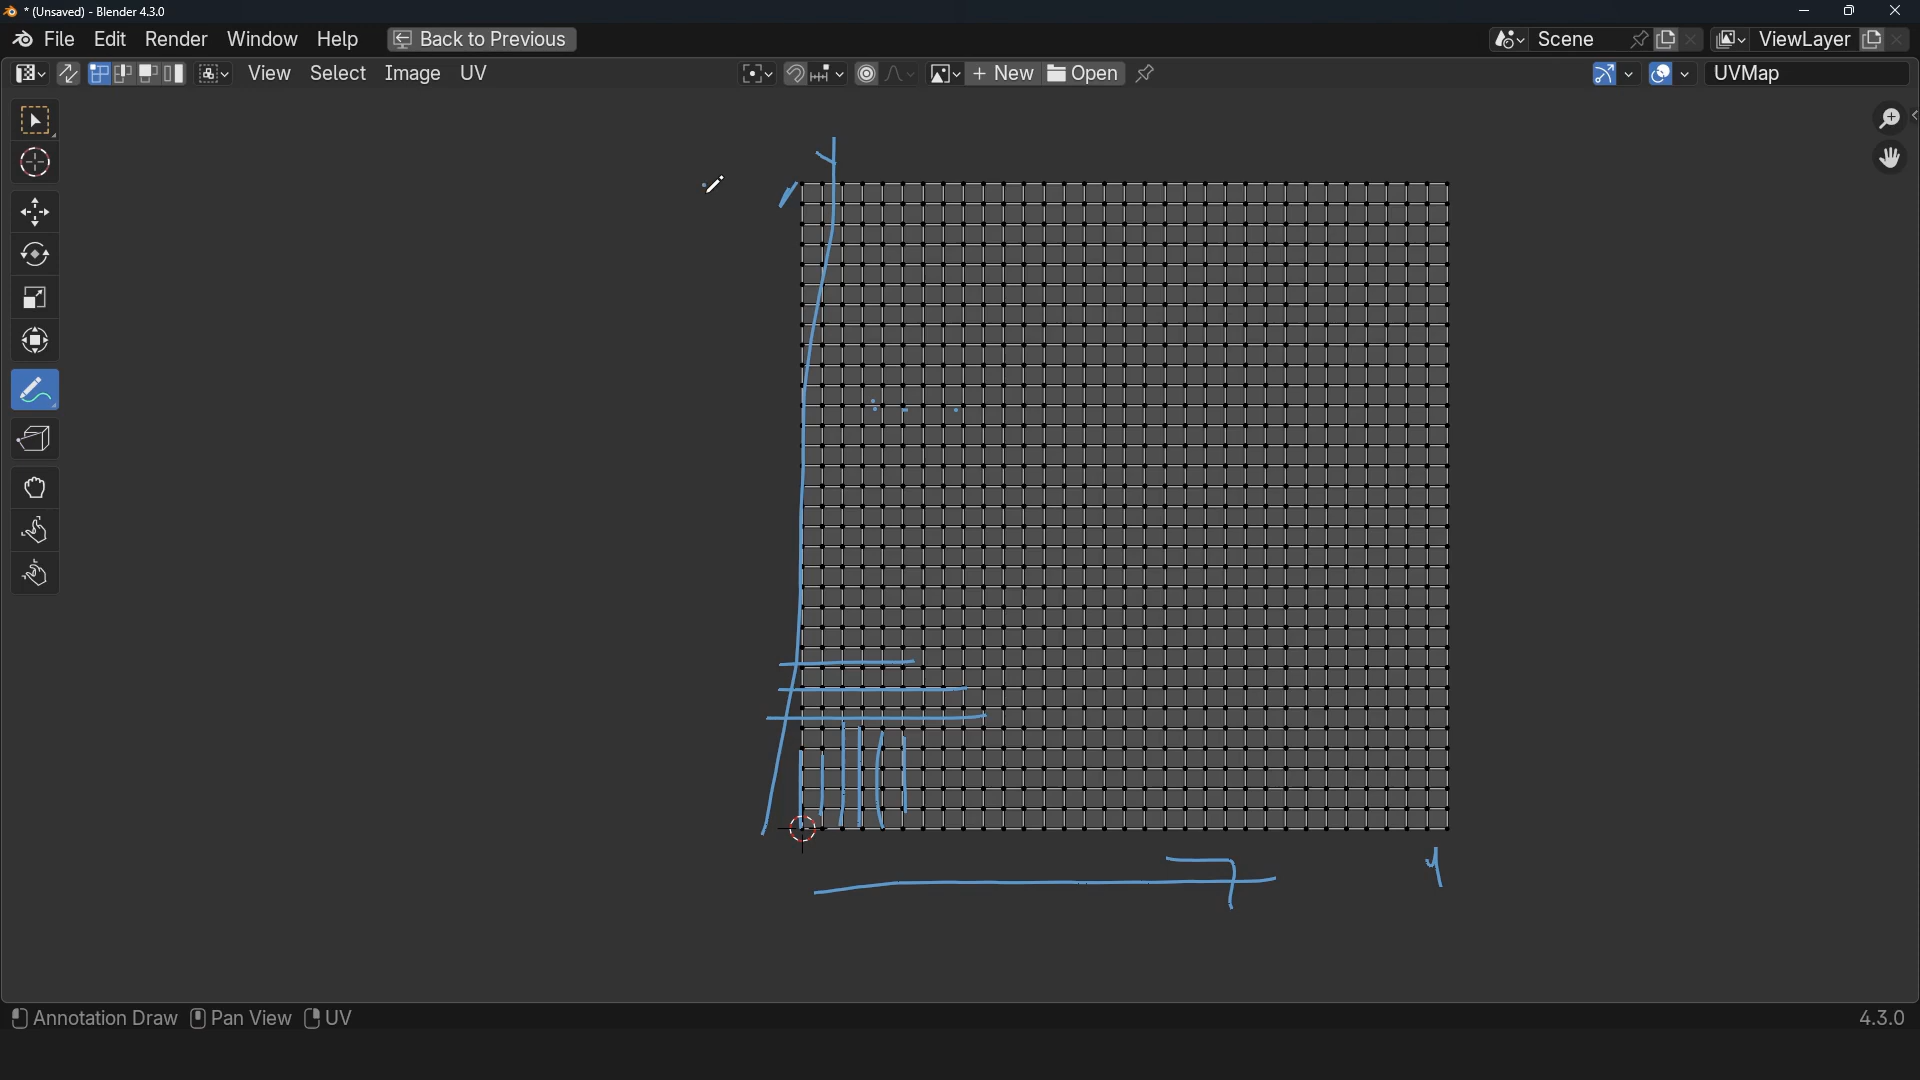 * (Unsaved) - Blender 4.3.0
File Edit Render Window Help Back to Previous Scene ViewLayer
View Select Image UV + New Open UVMap
Annotation Draw Pan View UV 4.3.0